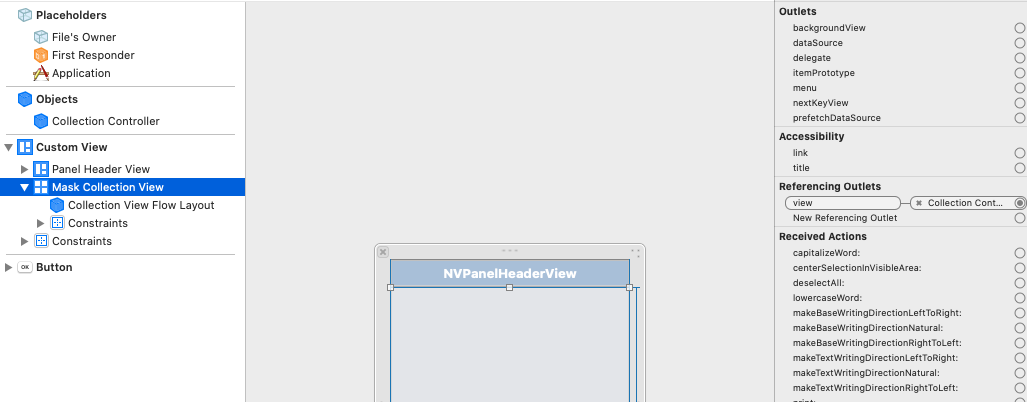 Placeholders
File's Owner
First Responder
Application
Objects
Collection Controller
Custom View
Panel Header View
Mask Collection View
Collection View Flow Layout
Constraints
Constraints
OK Button
NVPanelHeaderView
Outlets
backgroundView
dataSource
delegate
itemPrototype
menu
nextKeyView
prefetchDataSource
Accessibility
link
title
Referencing Outlets
view Collection Cont...
New Referencing Outlet
Received Actions
capitalizeWord:
centerSelectionInVisibleArea:
deselectAll:
lowercaseWord:
makeBaseWritingDirectionLeftToRight:
makeBaseWritingDirectionNatural:
makeBaseWritingDirectionRightToLeft:
makeTextWritingDirectionLeftToRight:
makeTextWritingDirectionNatural:
makeTextWritingDirectionRightToLeft: